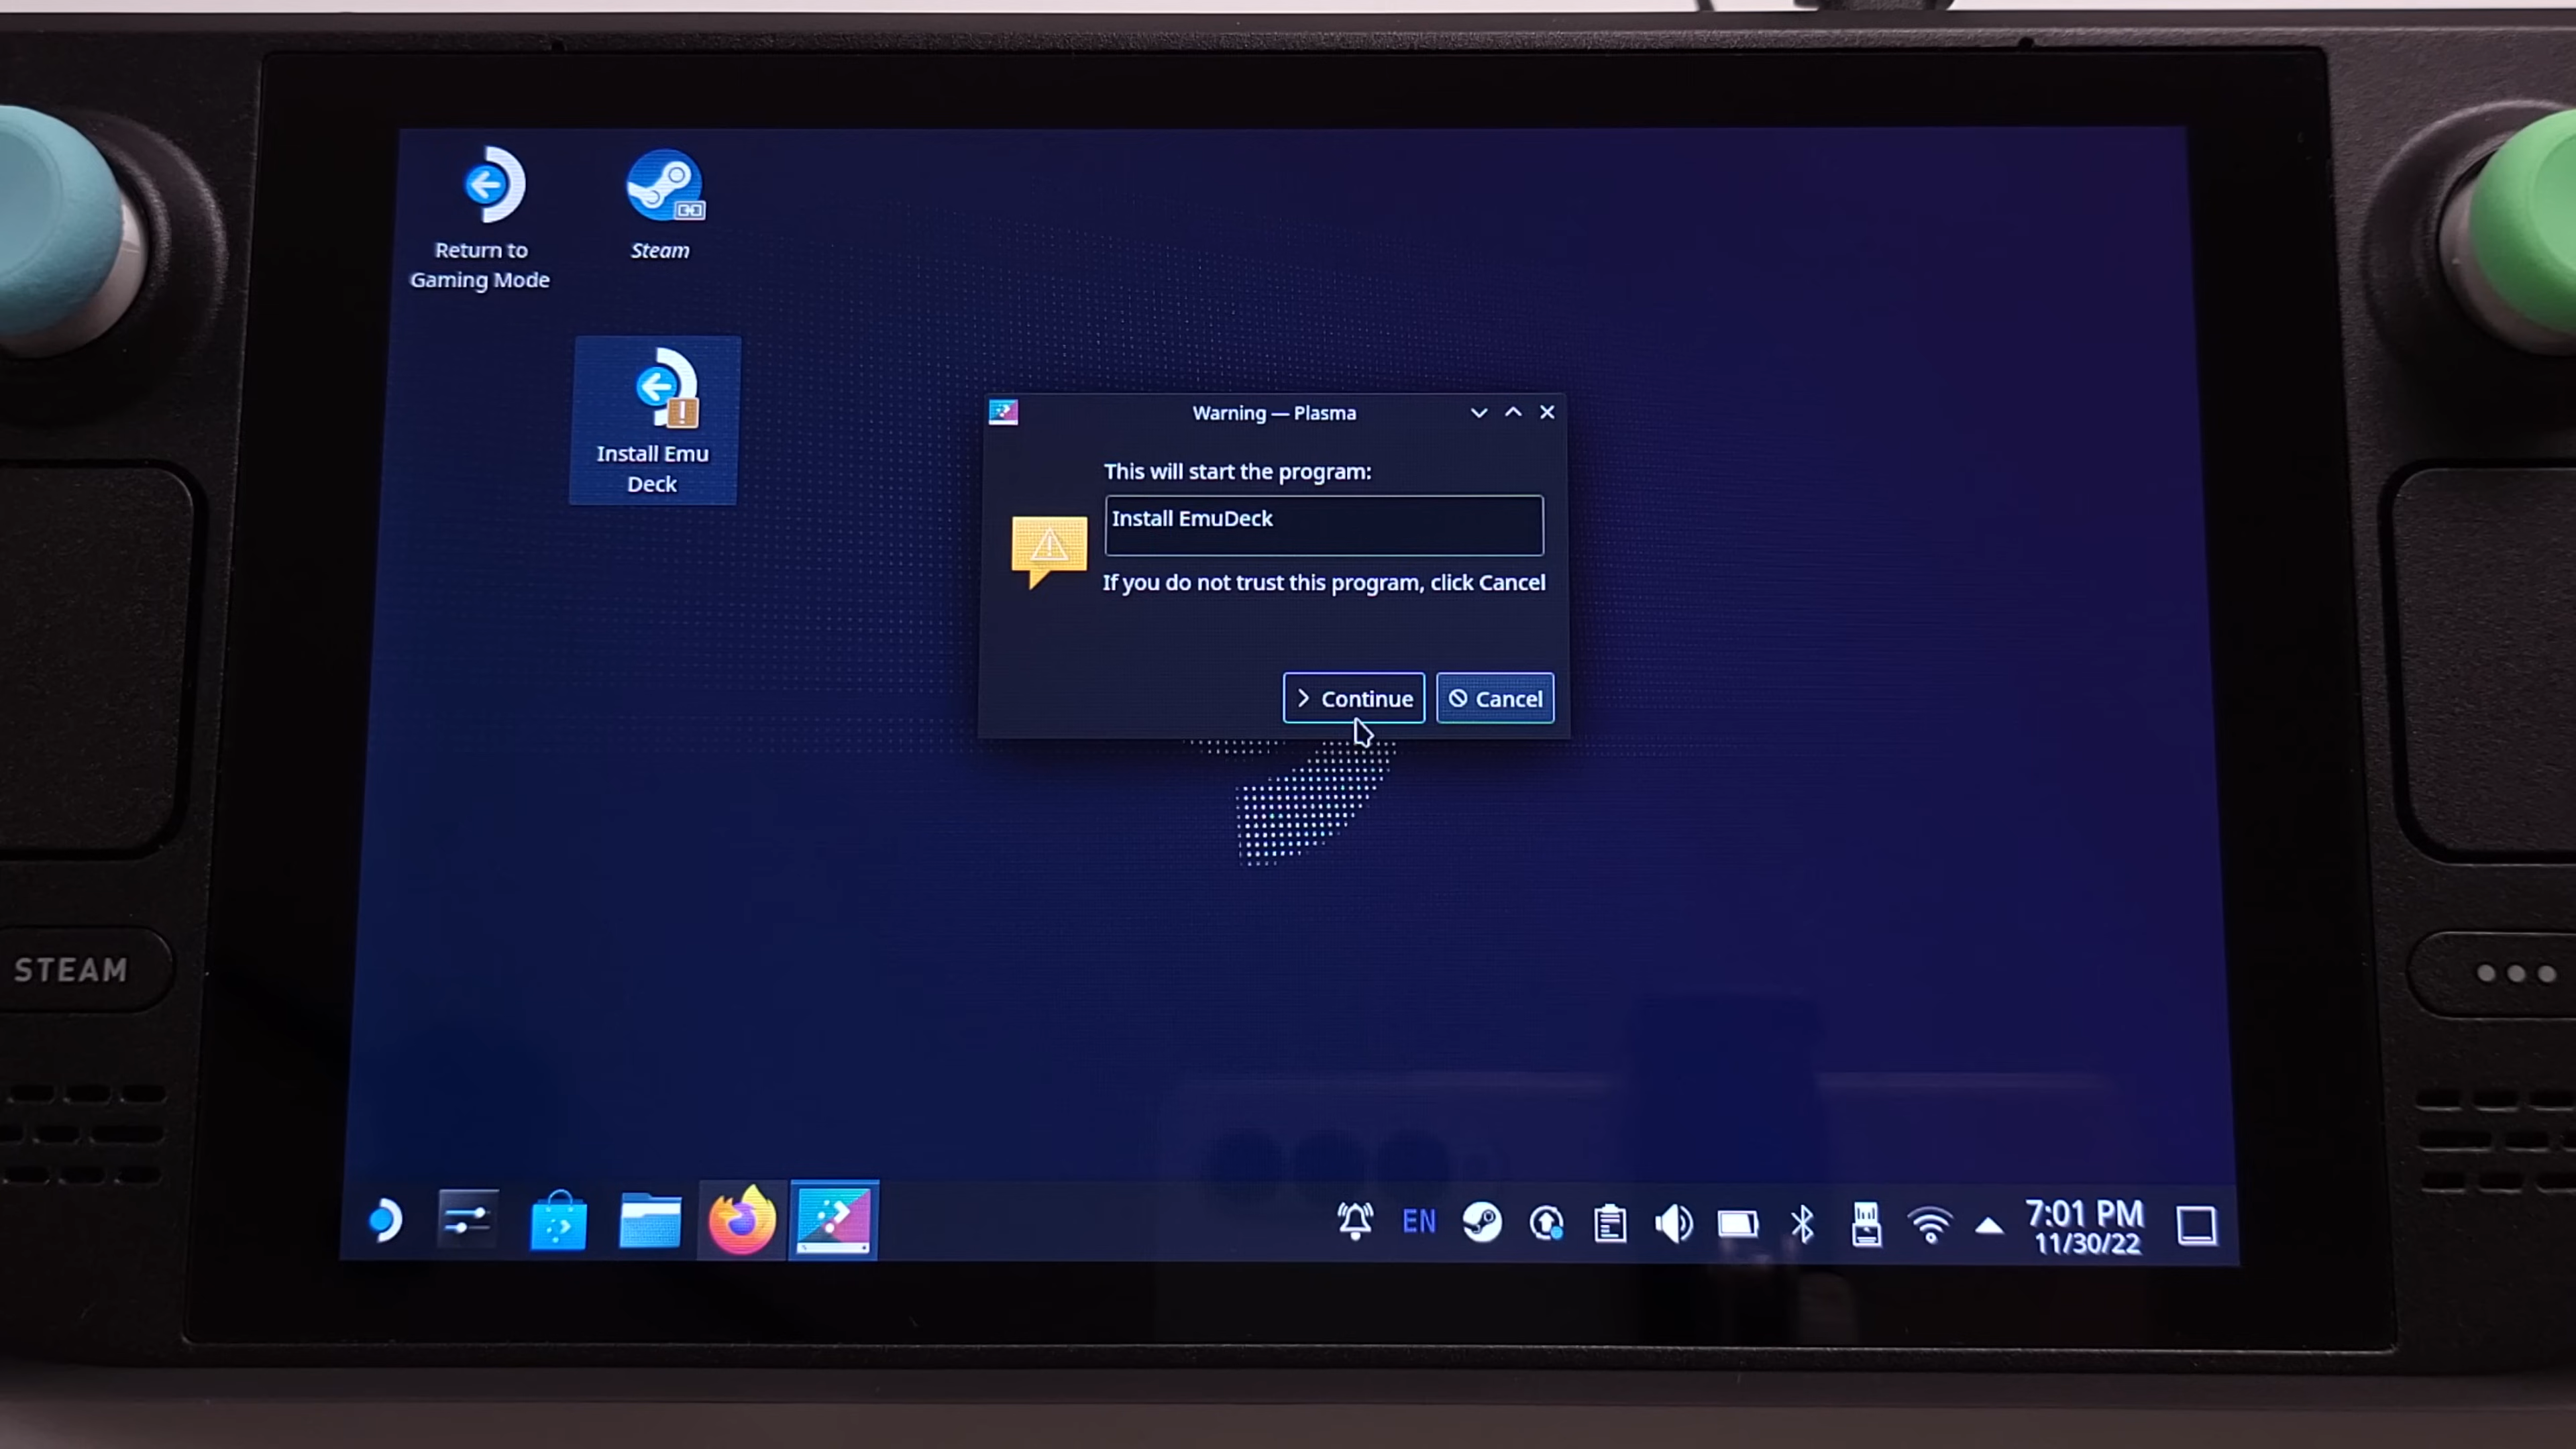 Return to
Gaming Mode
Steam
Install Emu
Deck
Warning — Plasma
This will start the program:
Install EmuDeck
If you do not trust this program, click Cancel
Continue
Cancel
STEAM
EN
7:01 PM
11/30/22